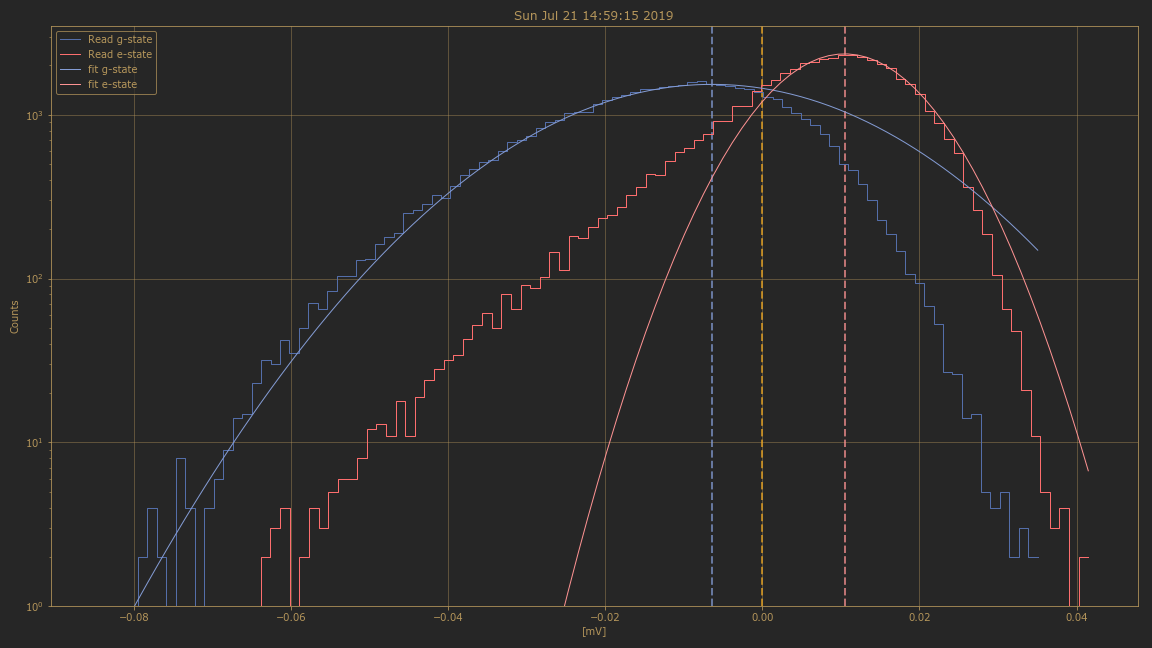 Sun Jul 21 14:59:15 2019
Read g-state
Read e-state
fit g-state
fit e-state
Counts
10³
10²
10¹
10⁰
−0.08 −0.06 −0.04 −0.02 0.00 0.02 0.04
[mV]